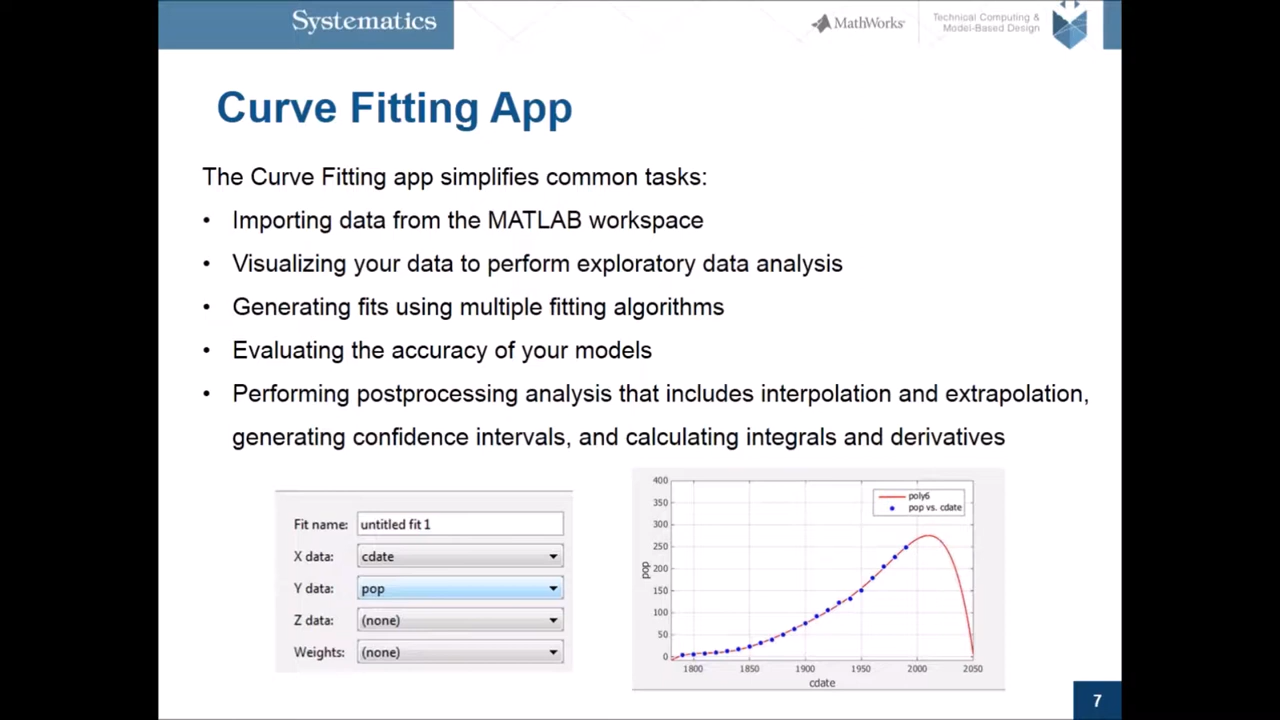 Systematics
MathWorks
Technical Computing &
Model-Based Design
Curve Fitting App
The Curve Fitting app simplifies common tasks:
• Importing data from the MATLAB workspace
• Visualizing your data to perform exploratory data analysis
• Generating fits using multiple fitting algorithms
• Evaluating the accuracy of your models
• Performing postprocessing analysis that includes interpolation and extrapolation,
generating confidence intervals, and calculating integrals and derivatives
Fit name: untitled fit 1
X data: cdate
Y data: pop
Z data: (none)
Weights: (none)
400
350
300
250
200
150
100
50
0
pop
poly6
pop vs. cdate
1800 1850 1900 1950 2000 2050
cdate
7